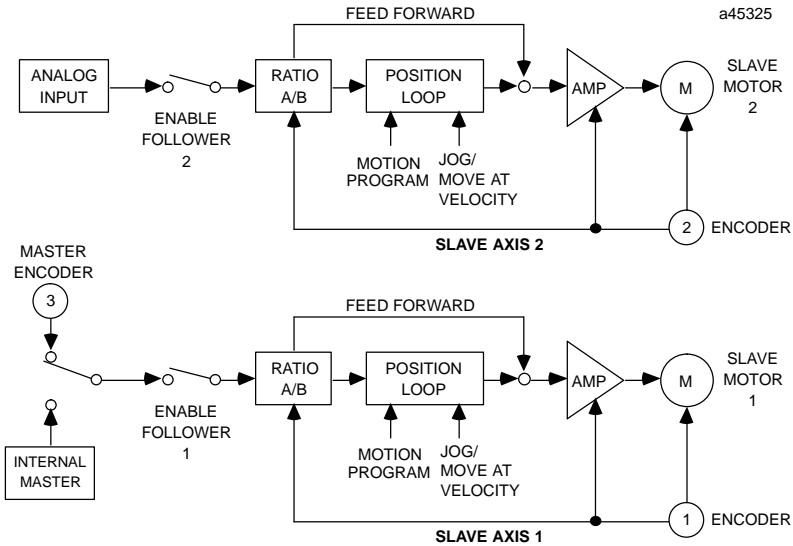 FEED FORWARD
a45325
ANALOG
INPUT
ENABLE
FOLLOWER
2
RATIO
A/B
POSITION
LOOP
AMP
M
SLAVE
MOTOR
2
MOTION
PROGRAM
JOG/
MOVE AT
VELOCITY
2
ENCODER
SLAVE AXIS 2
MASTER
ENCODER
3
FEED FORWARD
ENABLE
FOLLOWER
1
RATIO
A/B
POSITION
LOOP
AMP
M
SLAVE
MOTOR
1
INTERNAL
MASTER
MOTION
PROGRAM
JOG/
MOVE AT
VELOCITY
1
ENCODER
SLAVE AXIS 1